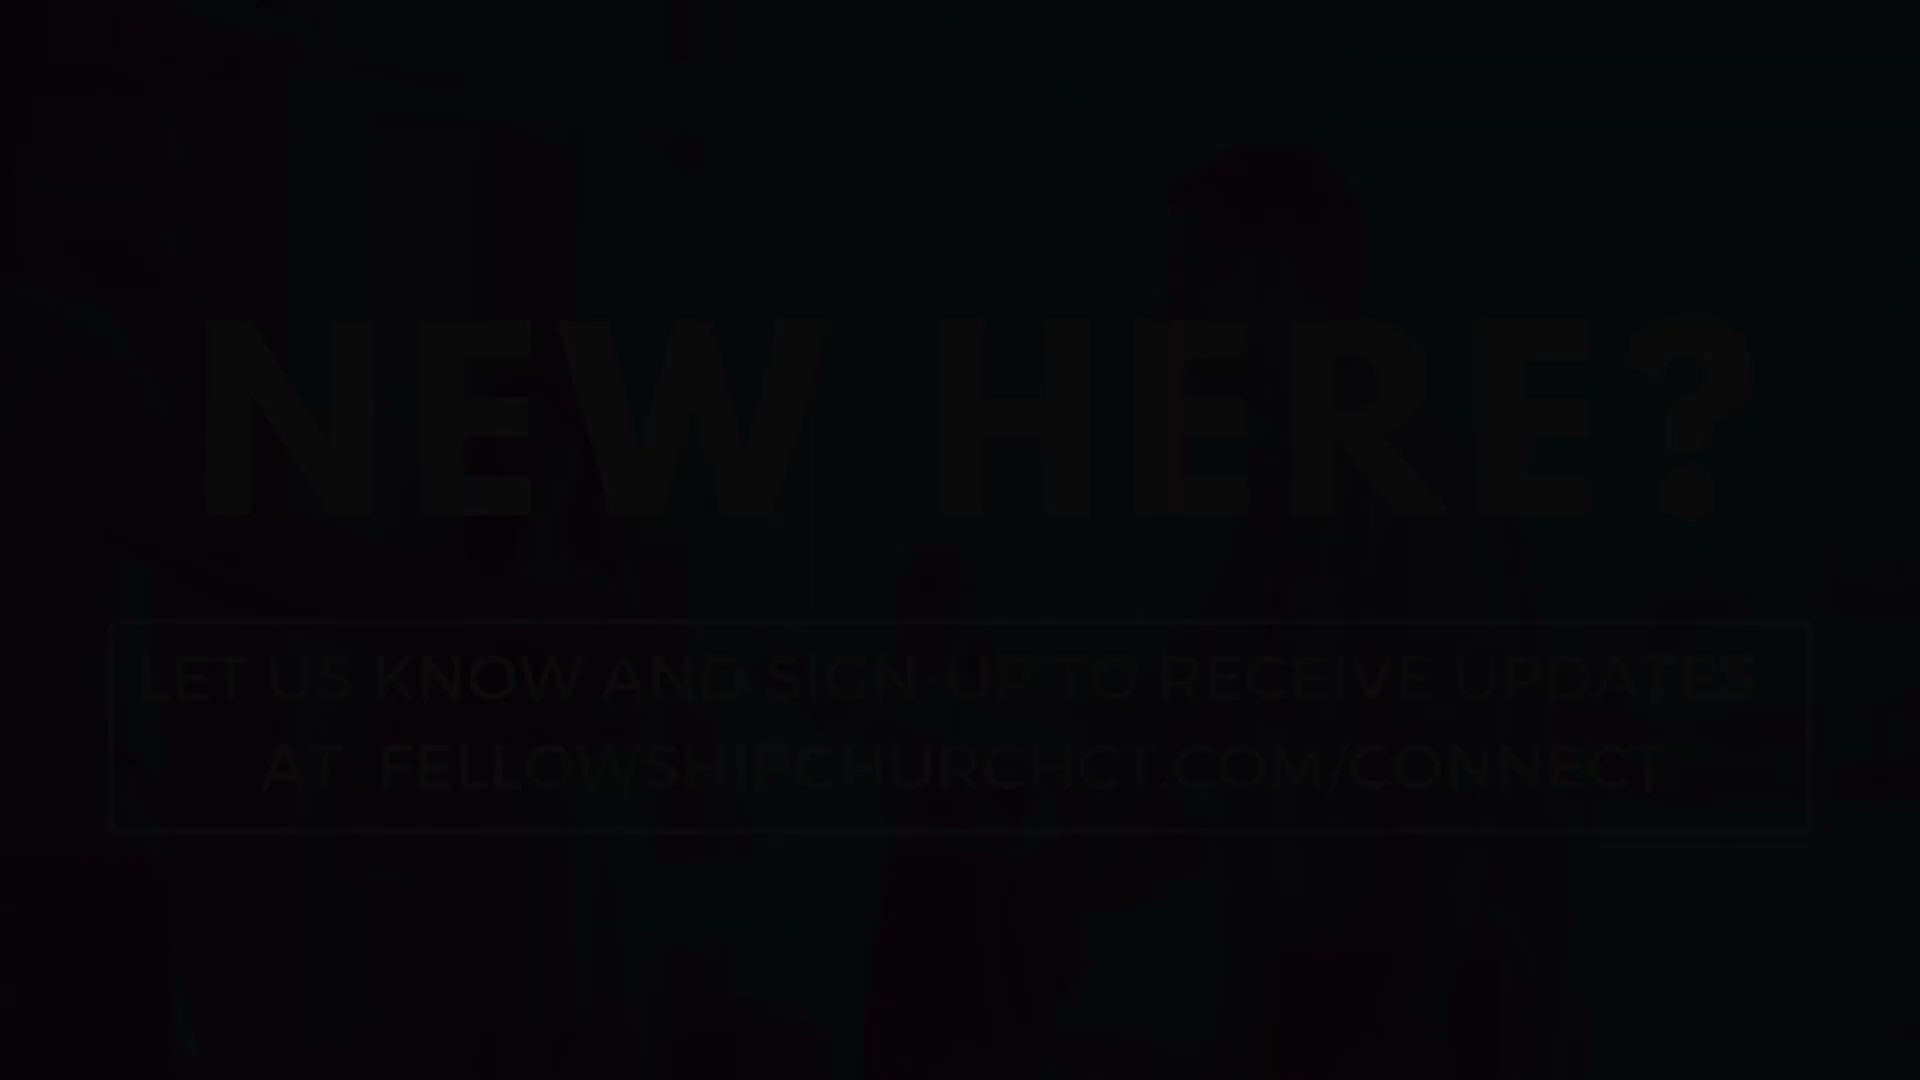 NEW HERE?
LET US KNOW AND SIGN-UP TO RECEIVE UPDATES
AT FELLOWSHIPCHURCHCT.COM/CONNECT